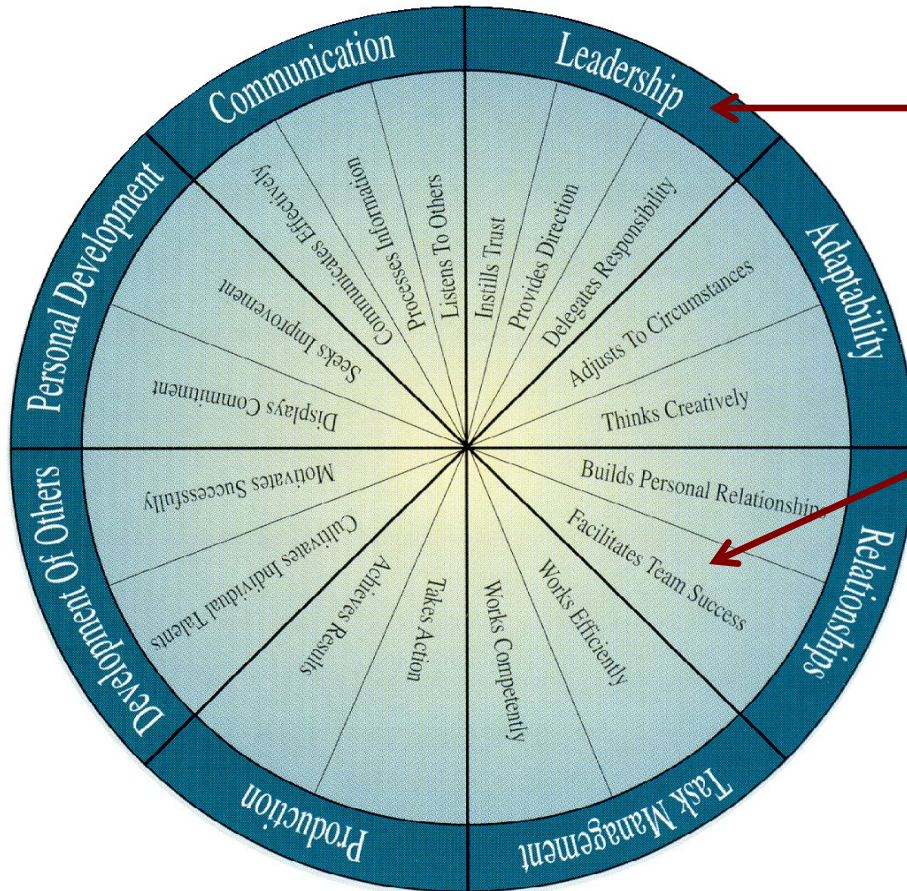 Communication
Leadership
Adaptability
Relationships
Task Management
Production
Development Of Others
Personal Development
Listens To Others
Processes Information
Communicates Effectively
Instills Trust
Provides Direction
Delegates Responsibility
Adjusts To Circumstances
Thinks Creatively
Builds Personal Relationships
Facilitates Team Success
Works Efficiently
Works Competently
Takes Action
Achieves Results
Cultivates Individual Talents
Motivates Successfully
Displays Commitment
Seeks Improvement